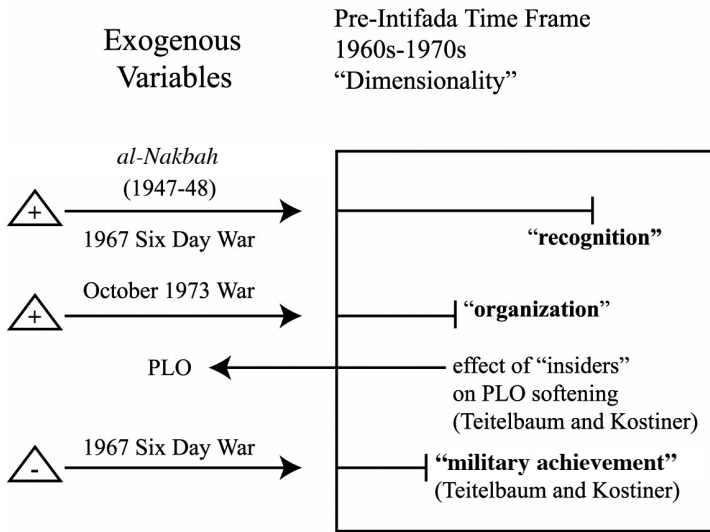 Exogenous
Variables
Pre-Intifada Time Frame
1960s-1970s
“Dimensionality”
al-Nakbah
(1947-48)
+
1967 Six Day War
“recognition”
October 1973 War
+
“organization”
PLO
effect of “insiders”
on PLO softening
(Teitelbaum and Kostiner)
1967 Six Day War
-
“military achievement”
(Teitelbaum and Kostiner)